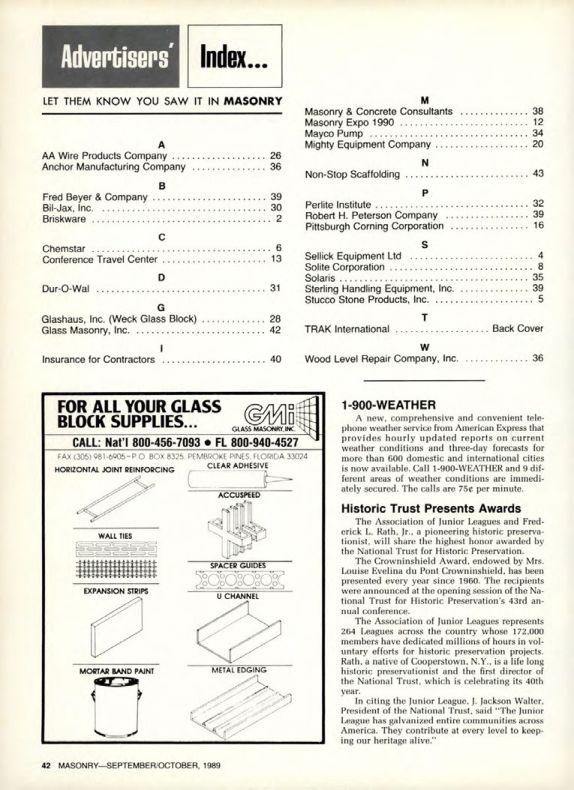 Advertisers' Index...
LET THEM KNOW YOU SAW IT IN MASONRY
A
AA Wire Products Company ................... 26
Anchor Manufacturing Company ............... 36
B
Fred Beyer & Company ....................... 39
Bil-Jax, Inc. ................................. 30
Briskware .................................... 2
C
Chemstar .................................... 6
Conference Travel Center ..................... 13
D
Dur-O-Wal .................................. 31
G
Glashaus, Inc. (Weck Glass Block) ............. 28
Glass Masonry, Inc. .......................... 42
I
Insurance for Contractors ..................... 40
M
Masonry & Concrete Consultants .............. 38
Masonry Expo 1990 .......................... 12
Mayco Pump ................................ 34
Mighty Equipment Company ................... 20
N
Non-Stop Scaffolding ......................... 43
P
Perlite Institute ............................... 32
Robert H. Peterson Company ................. 39
Pittsburgh Corning Corporation ................ 16
S
Sellick Equipment Ltd ........................ 4
Solite Corporation ............................ 8
Solaris ...................................... 35
Sterling Handling Equipment, Inc. .............. 39
Stucco Stone Products, Inc. .................... 5
T
TRAK International ................... Back Cover
W
Wood Level Repair Company, Inc. ............. 36
FOR ALL YOUR GLASS
BLOCK SUPPLIES...
GMi
GLASS MASONRY, INC.
CALL: Nat'l 800-456-7093 ● FL 800-940-4527
FAX (305) 981-6905 – P.O. BOX 8325, PEMBROKE PINES, FLORIDA 33024
HORIZONTAL JOINT REINFORCING
CLEAR ADHESIVE
ACCUSPEED
WALL TIES
SPACER GUIDES
EXPANSION STRIPS
U CHANNEL
MORTAR BAND PAINT
METAL EDGING
1-900-WEATHER
A new, comprehensive and convenient tele-
phone weather service from American Express that
provides hourly updated reports on current
weather conditions and three-day forecasts for
more than 600 domestic and international cities
is now available. Call 1-900-WEATHER and 9 dif-
ferent areas of weather conditions are immedi-
ately secured. The calls are 75¢ per minute.
Historic Trust Presents Awards
The Association of Junior Leagues and Fred-
erick L. Rath, Jr., a pioneering historic preserva-
tionist, will share the highest honor awarded by
the National Trust for Historic Preservation.
The Crowninshield Award, endowed by Mrs.
Louise Evelina du Pont Crowninshield, has been
presented every year since 1960. The recipients
were announced at the opening session of the Na-
tional Trust for Historic Preservation's 43rd an-
nual conference.
The Association of Junior Leagues represents
264 Leagues across the country whose 172,000
members have dedicated millions of hours in vol-
untary efforts for historic preservation projects.
Rath, a native of Cooperstown, N.Y., is a life long
historic preservationist and the first director of
the National Trust, which is celebrating its 40th
year.
In citing the Junior League, J. Jackson Walter,
President of the National Trust, said "The Junior
League has galvanized entire communities across
America. They contribute at every level to keep-
ing our heritage alive."
42 MASONRY—SEPTEMBER/OCTOBER, 1989